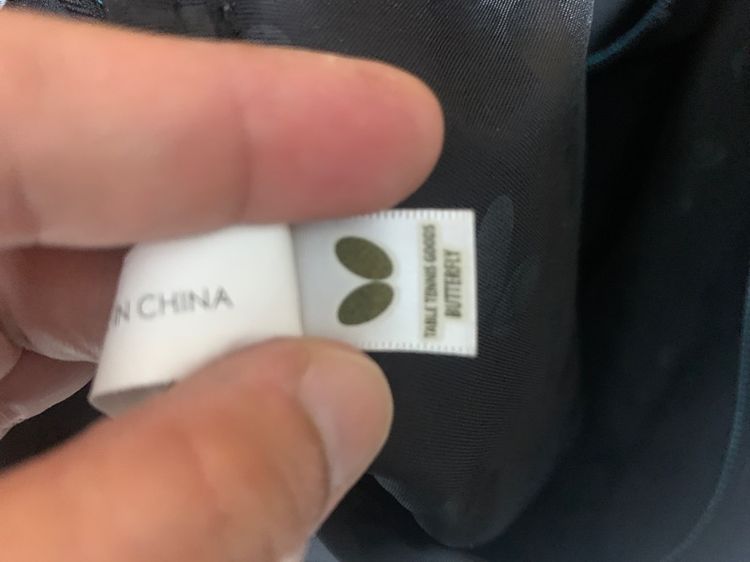 N CHINA
TABLE TENNIS GOODS
BUTTERFLY